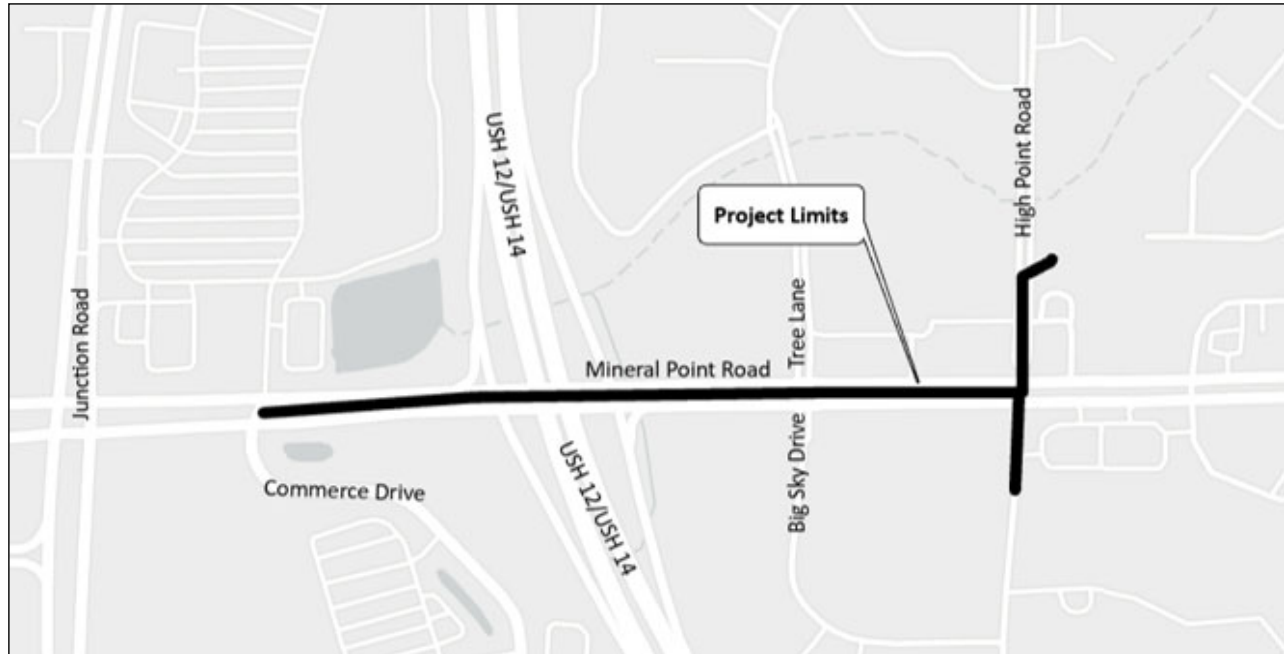 USH 12/USH 14
High Point Road
Project Limits
Junction Road
Tree Lane
Mineral Point Road
Big Sky Drive
USH 12/USH 14
Commerce Drive